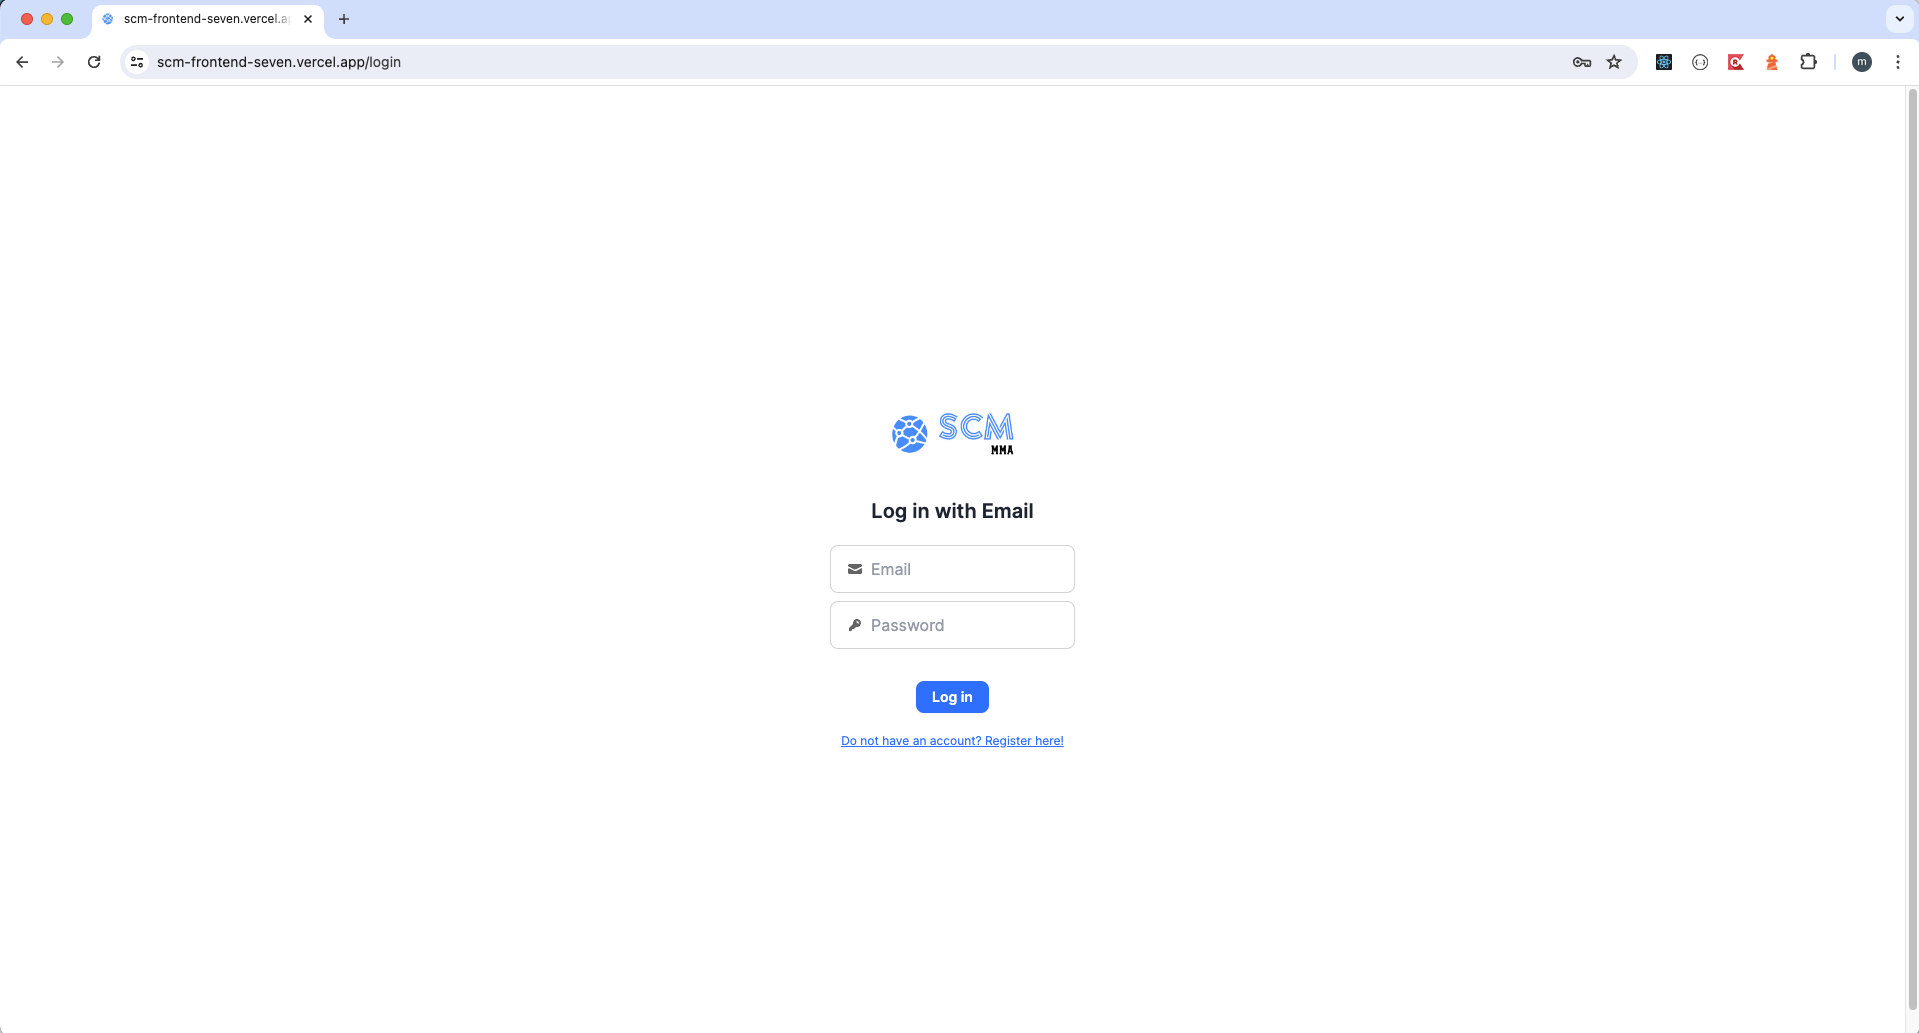 scm-frontend-seven.vercel.a
scm-frontend-seven.vercel.app/login
m
SCM
MMA
Log in with Email
Email
Password
Log in
Do not have an account? Register here!